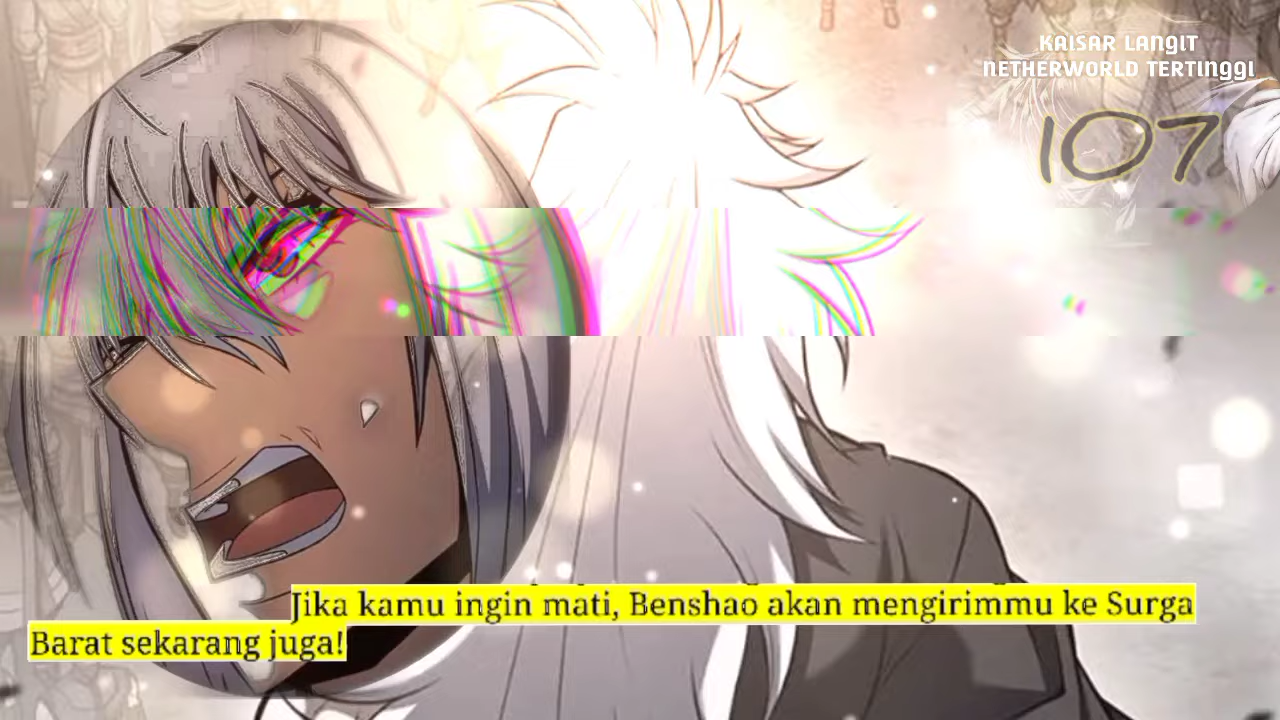 KAISAR LANGIT
NETHERWORLD TERTINGGI
107
Jika kamu ingin mati, Benshao akan mengirimmu ke Surga
Barat sekarang juga!